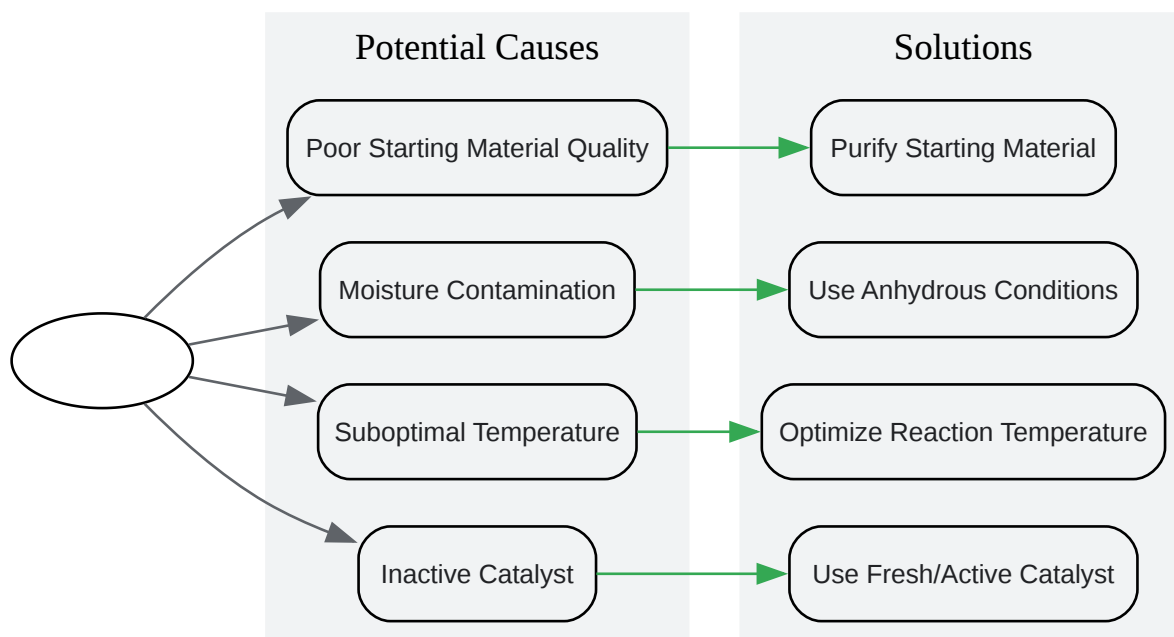 Potential Causes
Solutions
Poor Starting Material Quality
Purify Starting Material
Moisture Contamination
Use Anhydrous Conditions
Suboptimal Temperature
Optimize Reaction Temperature
Inactive Catalyst
Use Fresh/Active Catalyst